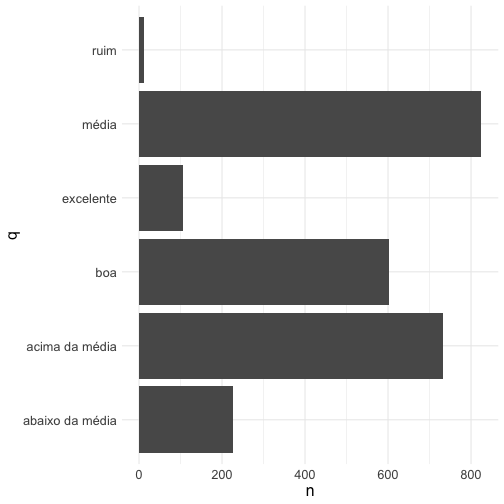 ruim
média
excelente
boa
acima da média
abaixo da média
q
0 200 400 600 800
n